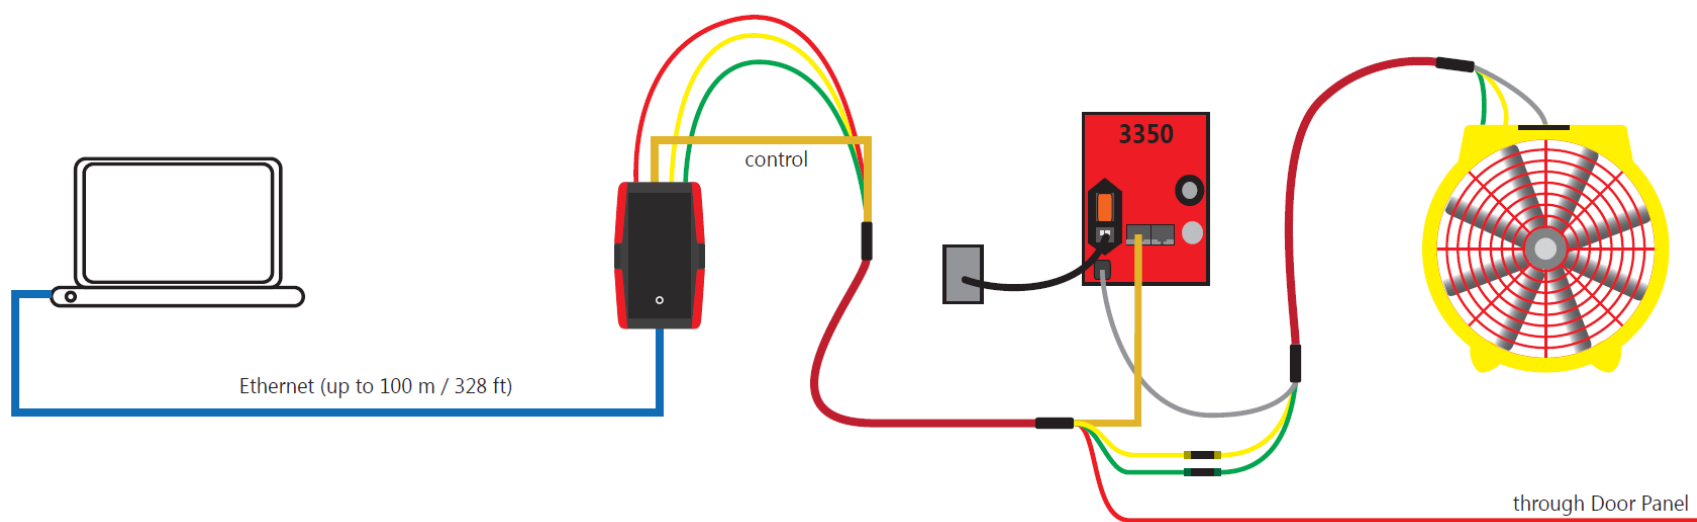 control
3350
Ethernet (up to 100 m / 328 ft)
through Door Panel